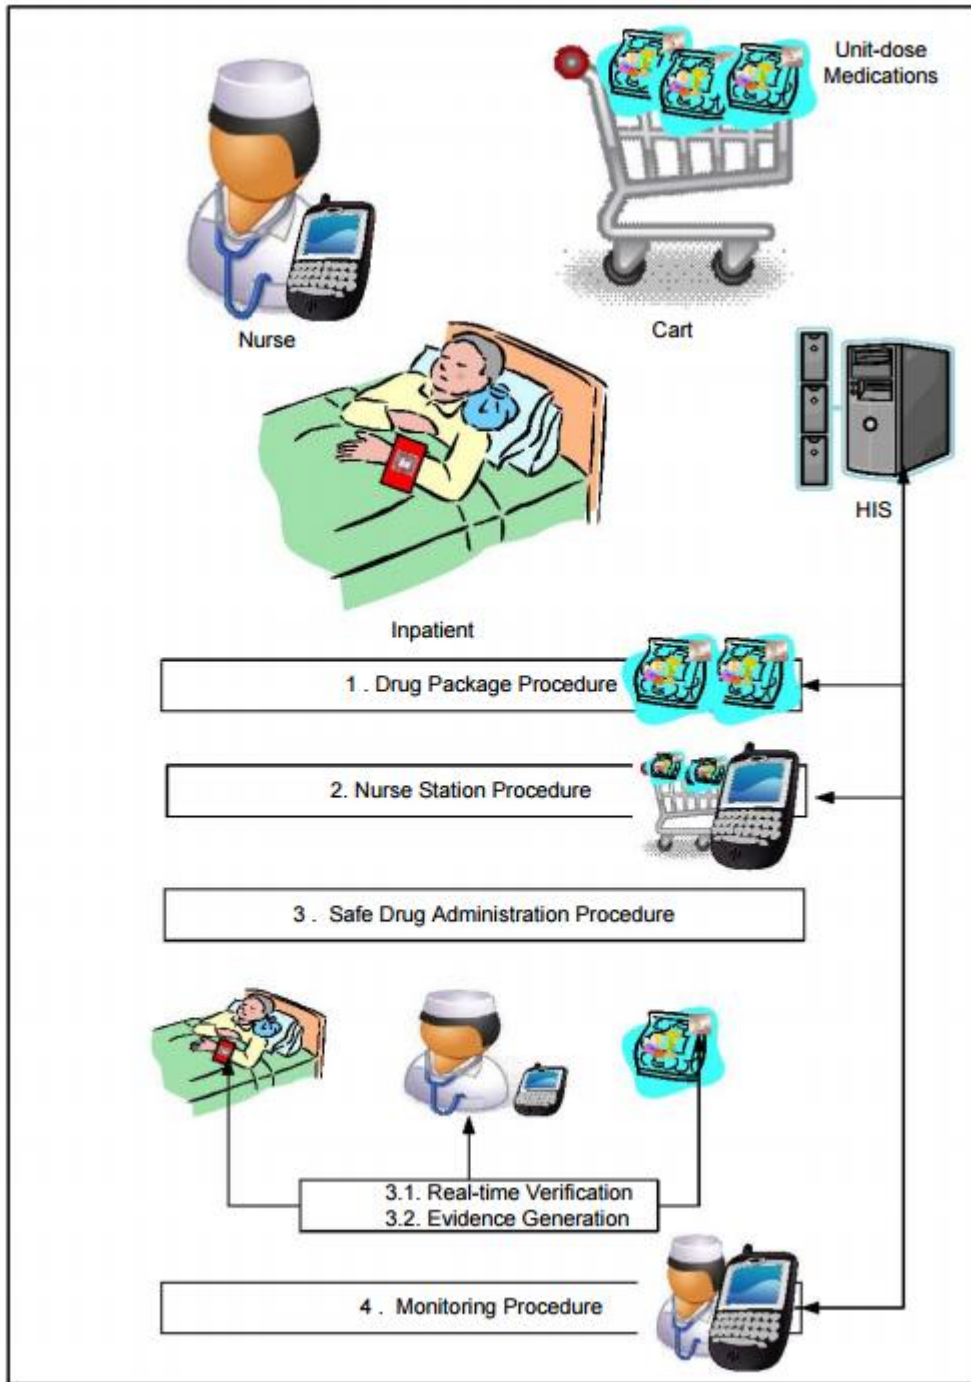 Unit-dose
Medications
Nurse
Cart
HIS
Inpatient
1 . Drug Package Procedure
2. Nurse Station Procedure
3 .  Safe Drug Administration Procedure
3.1. Real-time Verification
3.2. Evidence Generation
4 .  Monitoring Procedure